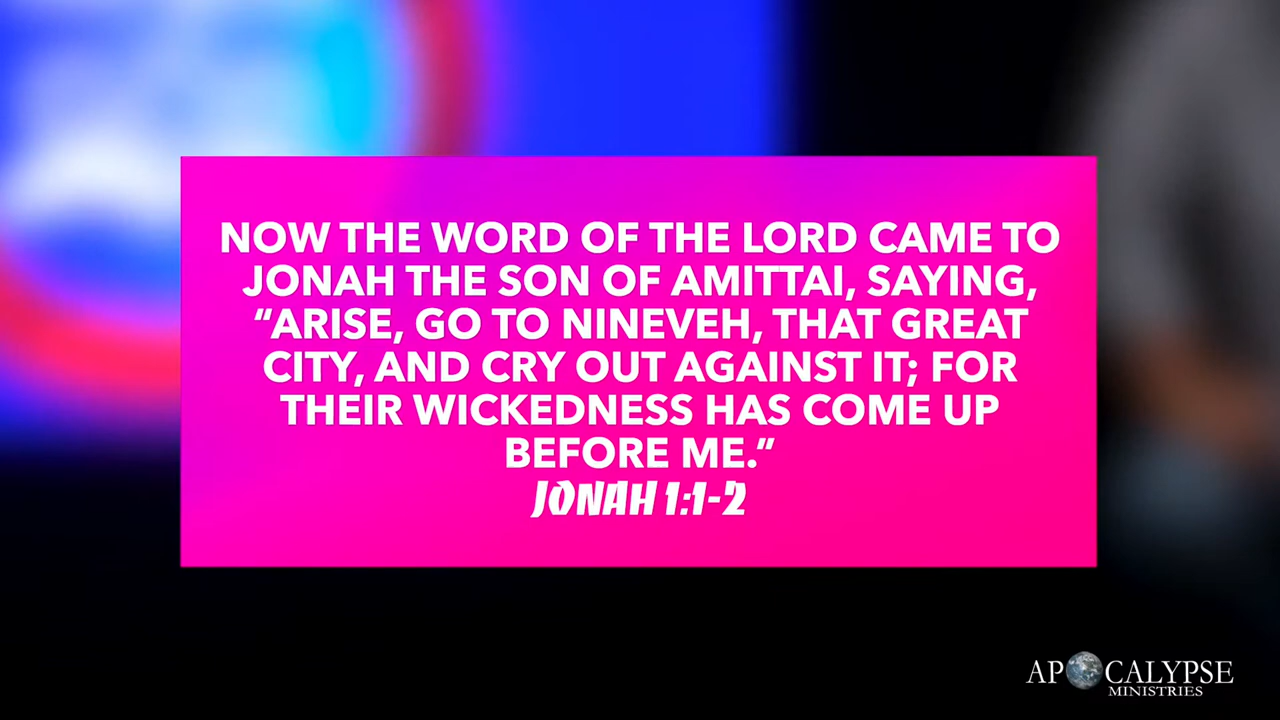 NOW THE WORD OF THE LORD CAME TO
JONAH THE SON OF AMITTAI, SAYING,
“ARISE, GO TO NINEVEH, THAT GREAT
CITY, AND CRY OUT AGAINST IT; FOR
THEIR WICKEDNESS HAS COME UP
BEFORE ME.”
JONAH 1:1-2
APOCALYPSE
MINISTRIES